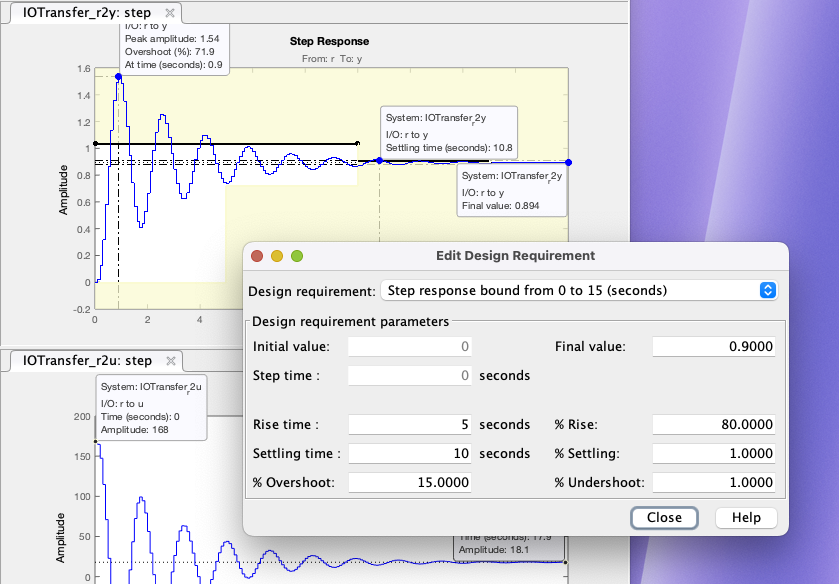 IOTransfer_r2y: step
I/O: r to y
Peak amplitude: 1.54
Overshoot (%): 71.9
At time (seconds): 0.9
Step Response
From: r To: y
1.6
1.4
1.2
1
0.8
0.6
0.4
0.2
0
-0.2
Amplitude
0
2
4
System: IOTransfer_r2y
I/O: r to y
Settling time (seconds): 10.8
System: IOTransfer_r2y
I/O: r to y
Final value: 0.894
Edit Design Requirement
Design requirement: Step response bound from 0 to 15 (seconds)
Design requirement parameters
Initial value: 0 Final value: 0.9000
Step time : 0 seconds
Rise time : 5 seconds % Rise: 80.0000
Settling time : 10 seconds % Settling: 1.0000
% Overshoot: 15.0000 % Undershoot: 1.0000
Close Help
IOTransfer_r2u: step
System: IOTransfer_r2u
I/O: r to u
Time (seconds): 0
Amplitude: 168
200
150
100
50
0
Amplitude
Time (seconds): 17.9
Amplitude: 18.1